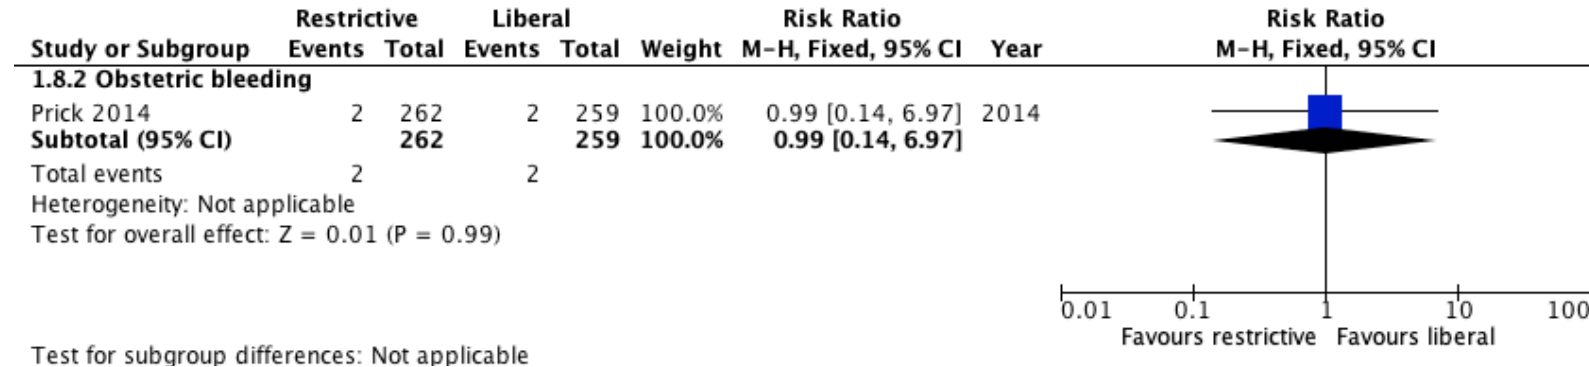 Restrictive Liberal Risk Ratio Risk Ratio
Study or Subgroup Events Total Events Total Weight M-H, Fixed, 95% CI Year M-H, Fixed, 95% CI
1.8.2 Obstetric bleeding
Prick 2014 2 262 2 259 100.0% 0.99 [0.14, 6.97] 2014
Subtotal (95% CI) 262 259 100.0% 0.99 [0.14, 6.97]
Total events 2 2
Heterogeneity: Not applicable
Test for overall effect: Z = 0.01 (P = 0.99)
0.01 0.1 1 10 100
Favours restrictive Favours liberal
Test for subgroup differences: Not applicable